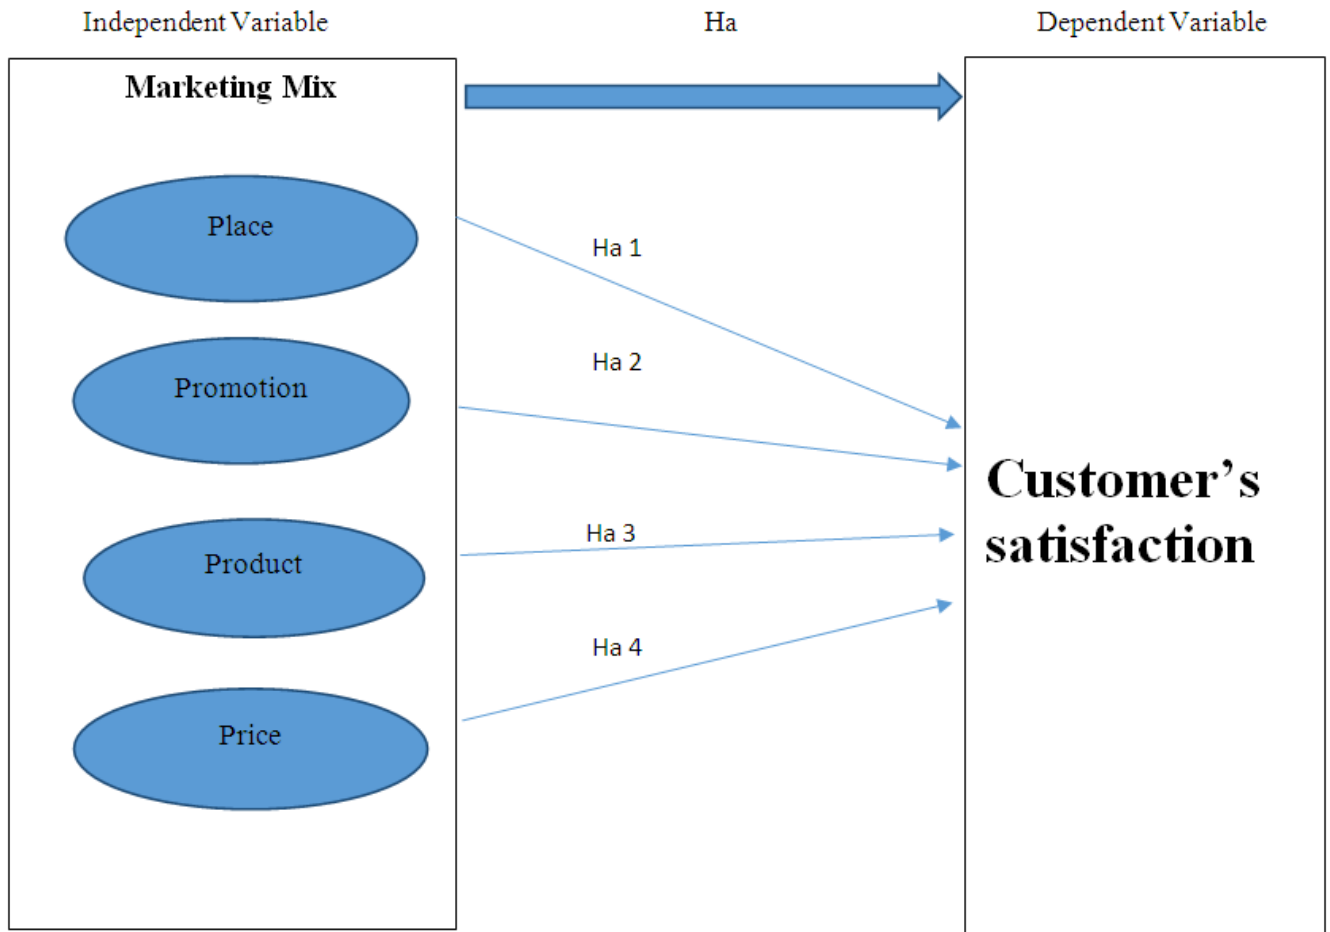 Independent Variable
Ha
Dependent Variable
Marketing Mix
Place
Ha 1
Ha 2
Promotion
Customer’s
satisfaction
Ha 3
Product
Ha 4
Price